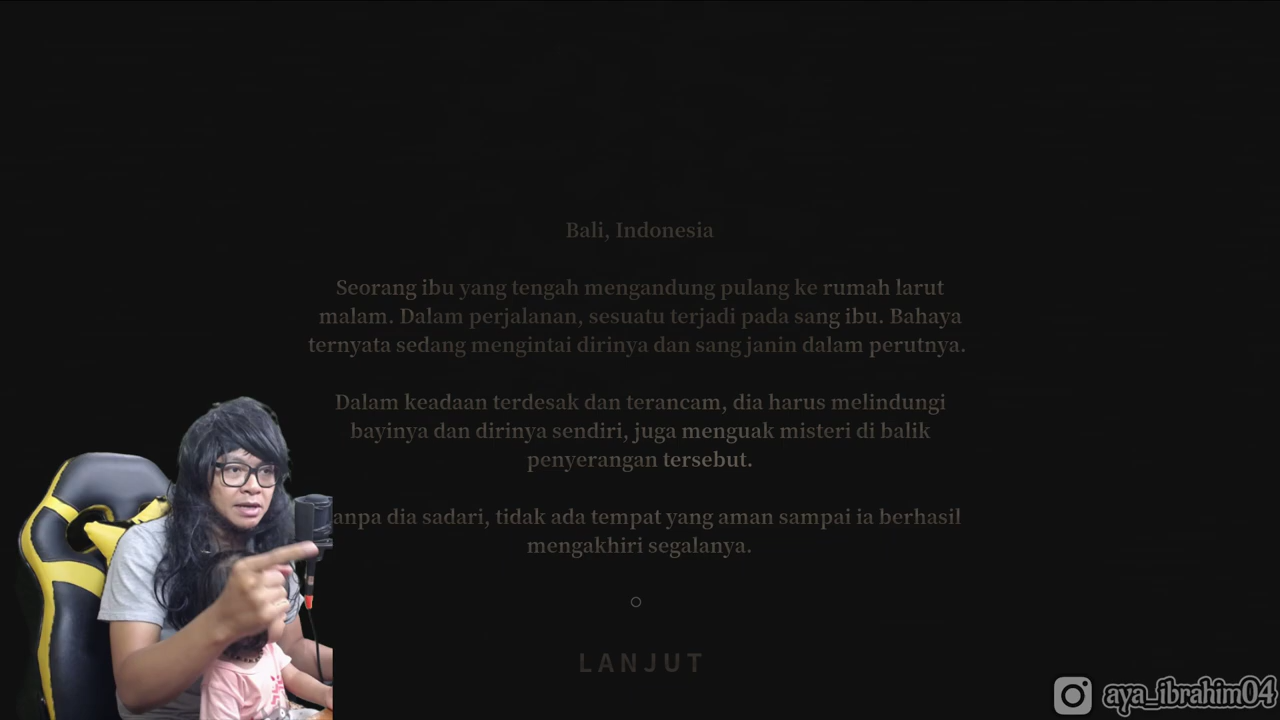 Bali, Indonesia
Seorang ibu yang tengah mengandung pulang ke rumah larut
malam. Dalam perjalanan, sesuatu terjadi pada sang ibu. Bahaya
ternyata sedang mengintai dirinya dan sang janin dalam perutnya.
Dalam keadaan terdesak dan terancam, dia harus melindungi
bayinya dan dirinya sendiri, juga menguak misteri di balik
penyerangan tersebut.
anpa dia sadari, tidak ada tempat yang aman sampai ia berhasil
mengakhiri segalanya.
LANJUT
aya_ibrahim04